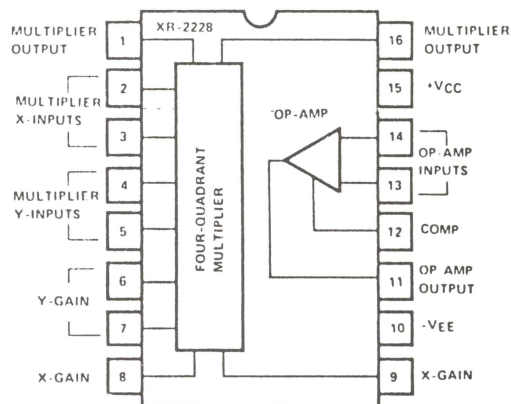 XR-2228
MULTIPLIER
OUTPUT
1
2
MULTIPLIER
X-INPUTS
3
4
MULTIPLIER
Y-INPUTS
5
6
Y-GAIN
7
X-GAIN
8
FOUR-QUADRANT
MULTIPLIER
OP-AMP
16
MULTIPLIER
OUTPUT
15
+VCC
14
OP-AMP
INPUTS
13
12
COMP
11
OP AMP
OUTPUT
10
-VEE
9
X-GAIN